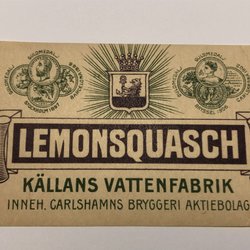 LEMONSQUASCH
KÄLLANS VATTENFABRIK
INNEH. CARLSHAMNS BRYGGERI AKTIEBOLAG